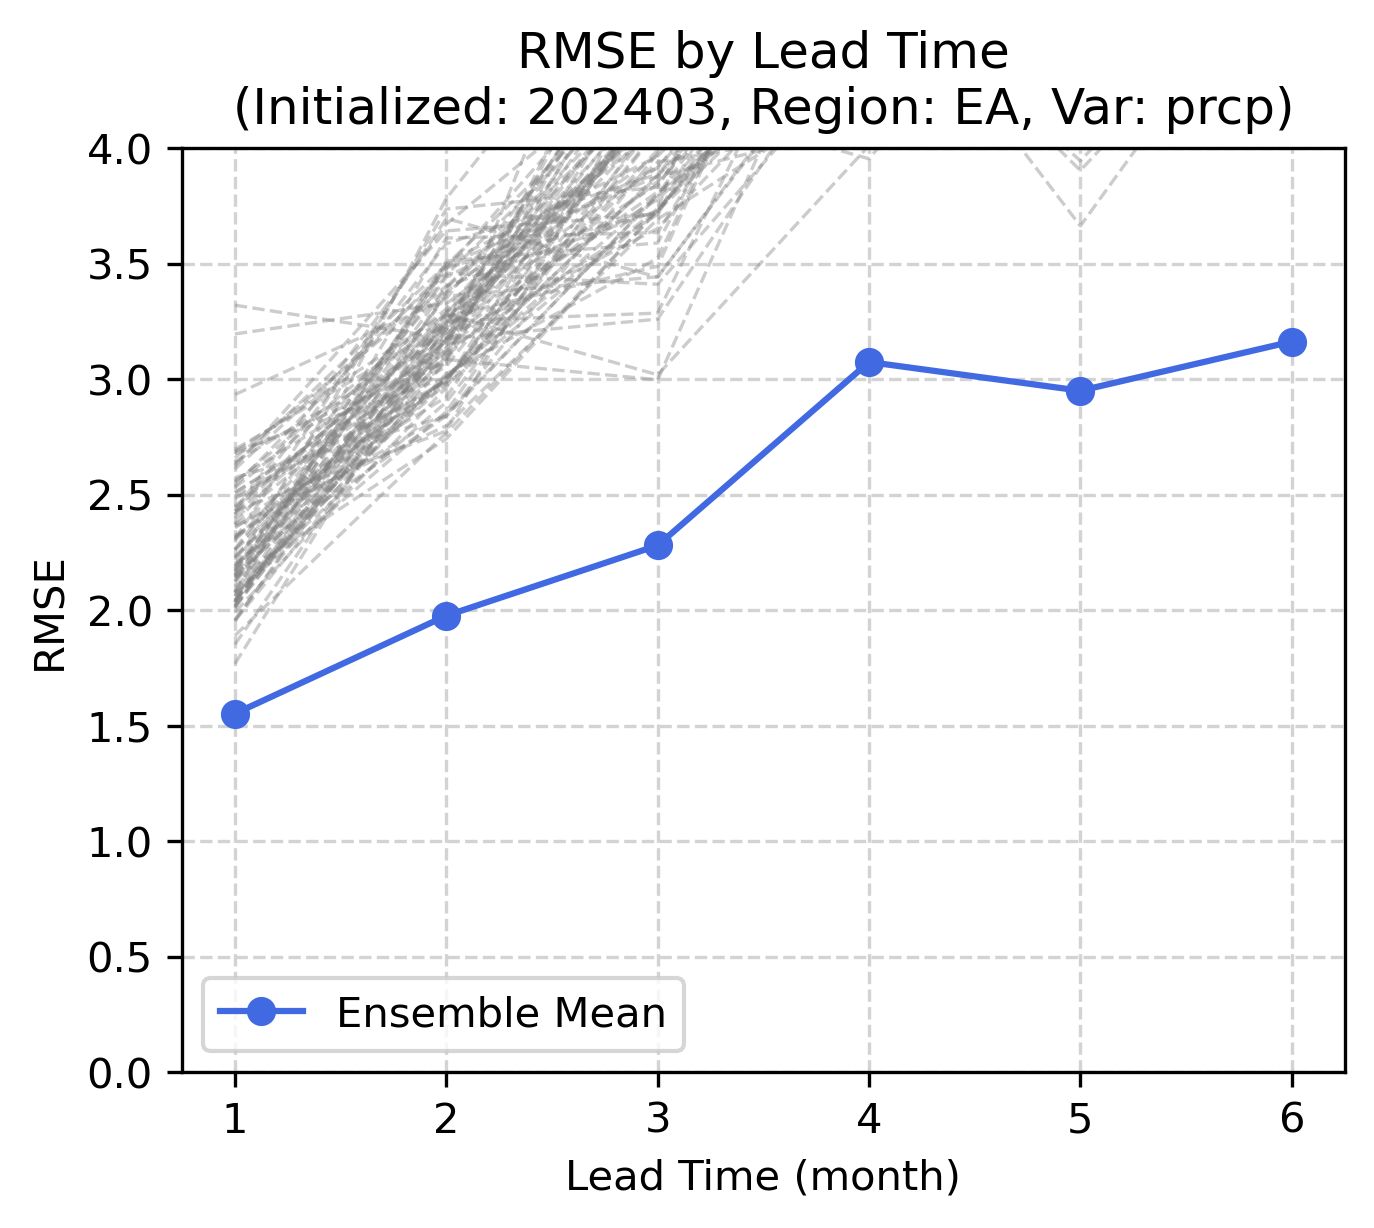 RMSE by Lead Time
(Initialized: 202403, Region: EA, Var: prcp)
RMSE
4.0
3.5
3.0
2.5
2.0
1.5
1.0
0.5
0.0
Ensemble Mean
1 2 3 4 5 6
Lead Time (month)